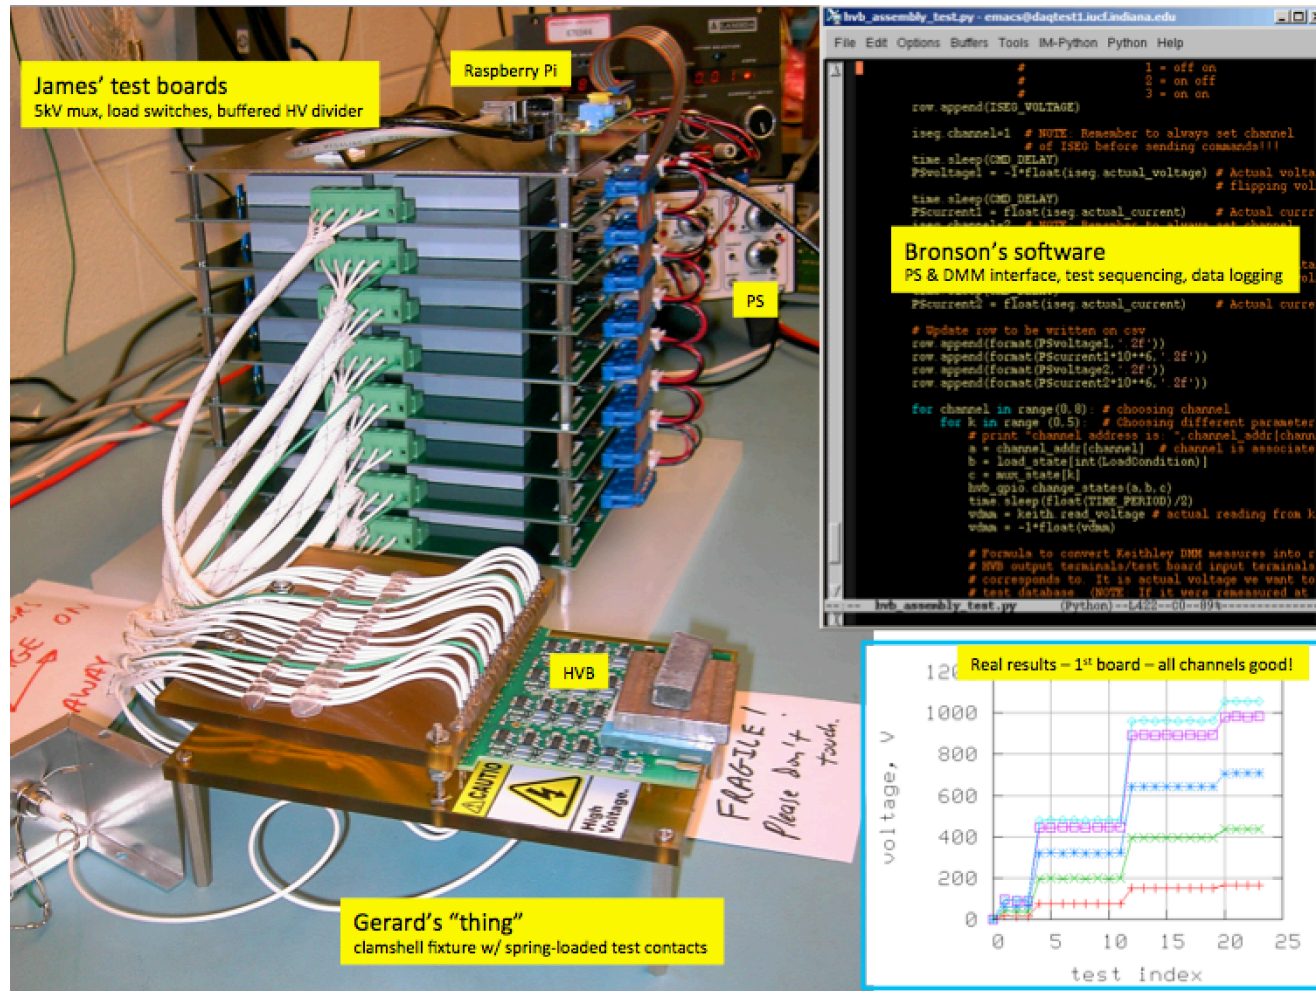 James' test boards
5kV mux, load switches, buffered HV divider
Raspberry Pi
LAMBDA
PS
HVB
CAUTIO
High
Voltage.
FRAGILE!
Please don't
touch.
GE ON
AWAY
Gerard's "thing"
clamshell fixture w/ spring-loaded test contacts
hvb_assembly_test.py - emacs@daqtest1.iucf.indiana.edu
File Edit Options Buffers Tools IM-Python Python Help
# 1 = off on
# 2 = on off
# 3 = on on
row.append(ISEG_VOLTAGE)
iseg.channel=1 # NOTE: Remember to always set channel
# of ISEG before sending commands!!!
time.sleep(CMD_DELAY)
PSvoltage1 = -1*float(iseg.actual_voltage) # Actual volta
# flipping vol
time.sleep(CMD_DELAY)
PScurrent1 = float(iseg.actual_current) # Actual curr
Bronson's software
PS & DMM interface, test sequencing, data logging
PScurrent2 = float(iseg.actual_current) # Actual curre
# Update row to be written on csv
row.append(format(PSvoltage1,'.2f'))
row.append(format(PScurrent1*10**6,'.2f'))
row.append(format(PSvoltage2,'.2f'))
row.append(format(PScurrent2*10**6,'.2f'))
for channel in range(0,8): # choosing channel
for k in range (0,5): # Choosing different parameter
# print "channel address is: ",channel_addr[chan
a = channel_addr[channel] # channel is associate
b = load_state[int(LoadCondition)]
c = mux_state[k]
hvb_gpio.change_states(a,b,c)
time.sleep(float(TIME_PERIOD)/2)
vdmm = keith.read_voltage # actual reading from k
vdmm = -1*float(vdmm)
# Formula to convert Keithley DMM measures into r
# HVB output terminals/test board input terminals
# corresponds to. It is actual voltage we want to
# test database. (NOTE: If it were remeasured at
hvb_assembly_test.py (Python)--L422--C0--89%
Real results – 1st board – all channels good!
1000
800
600
400
200
0
voltage, V
0 5 10 15 20 25
test index